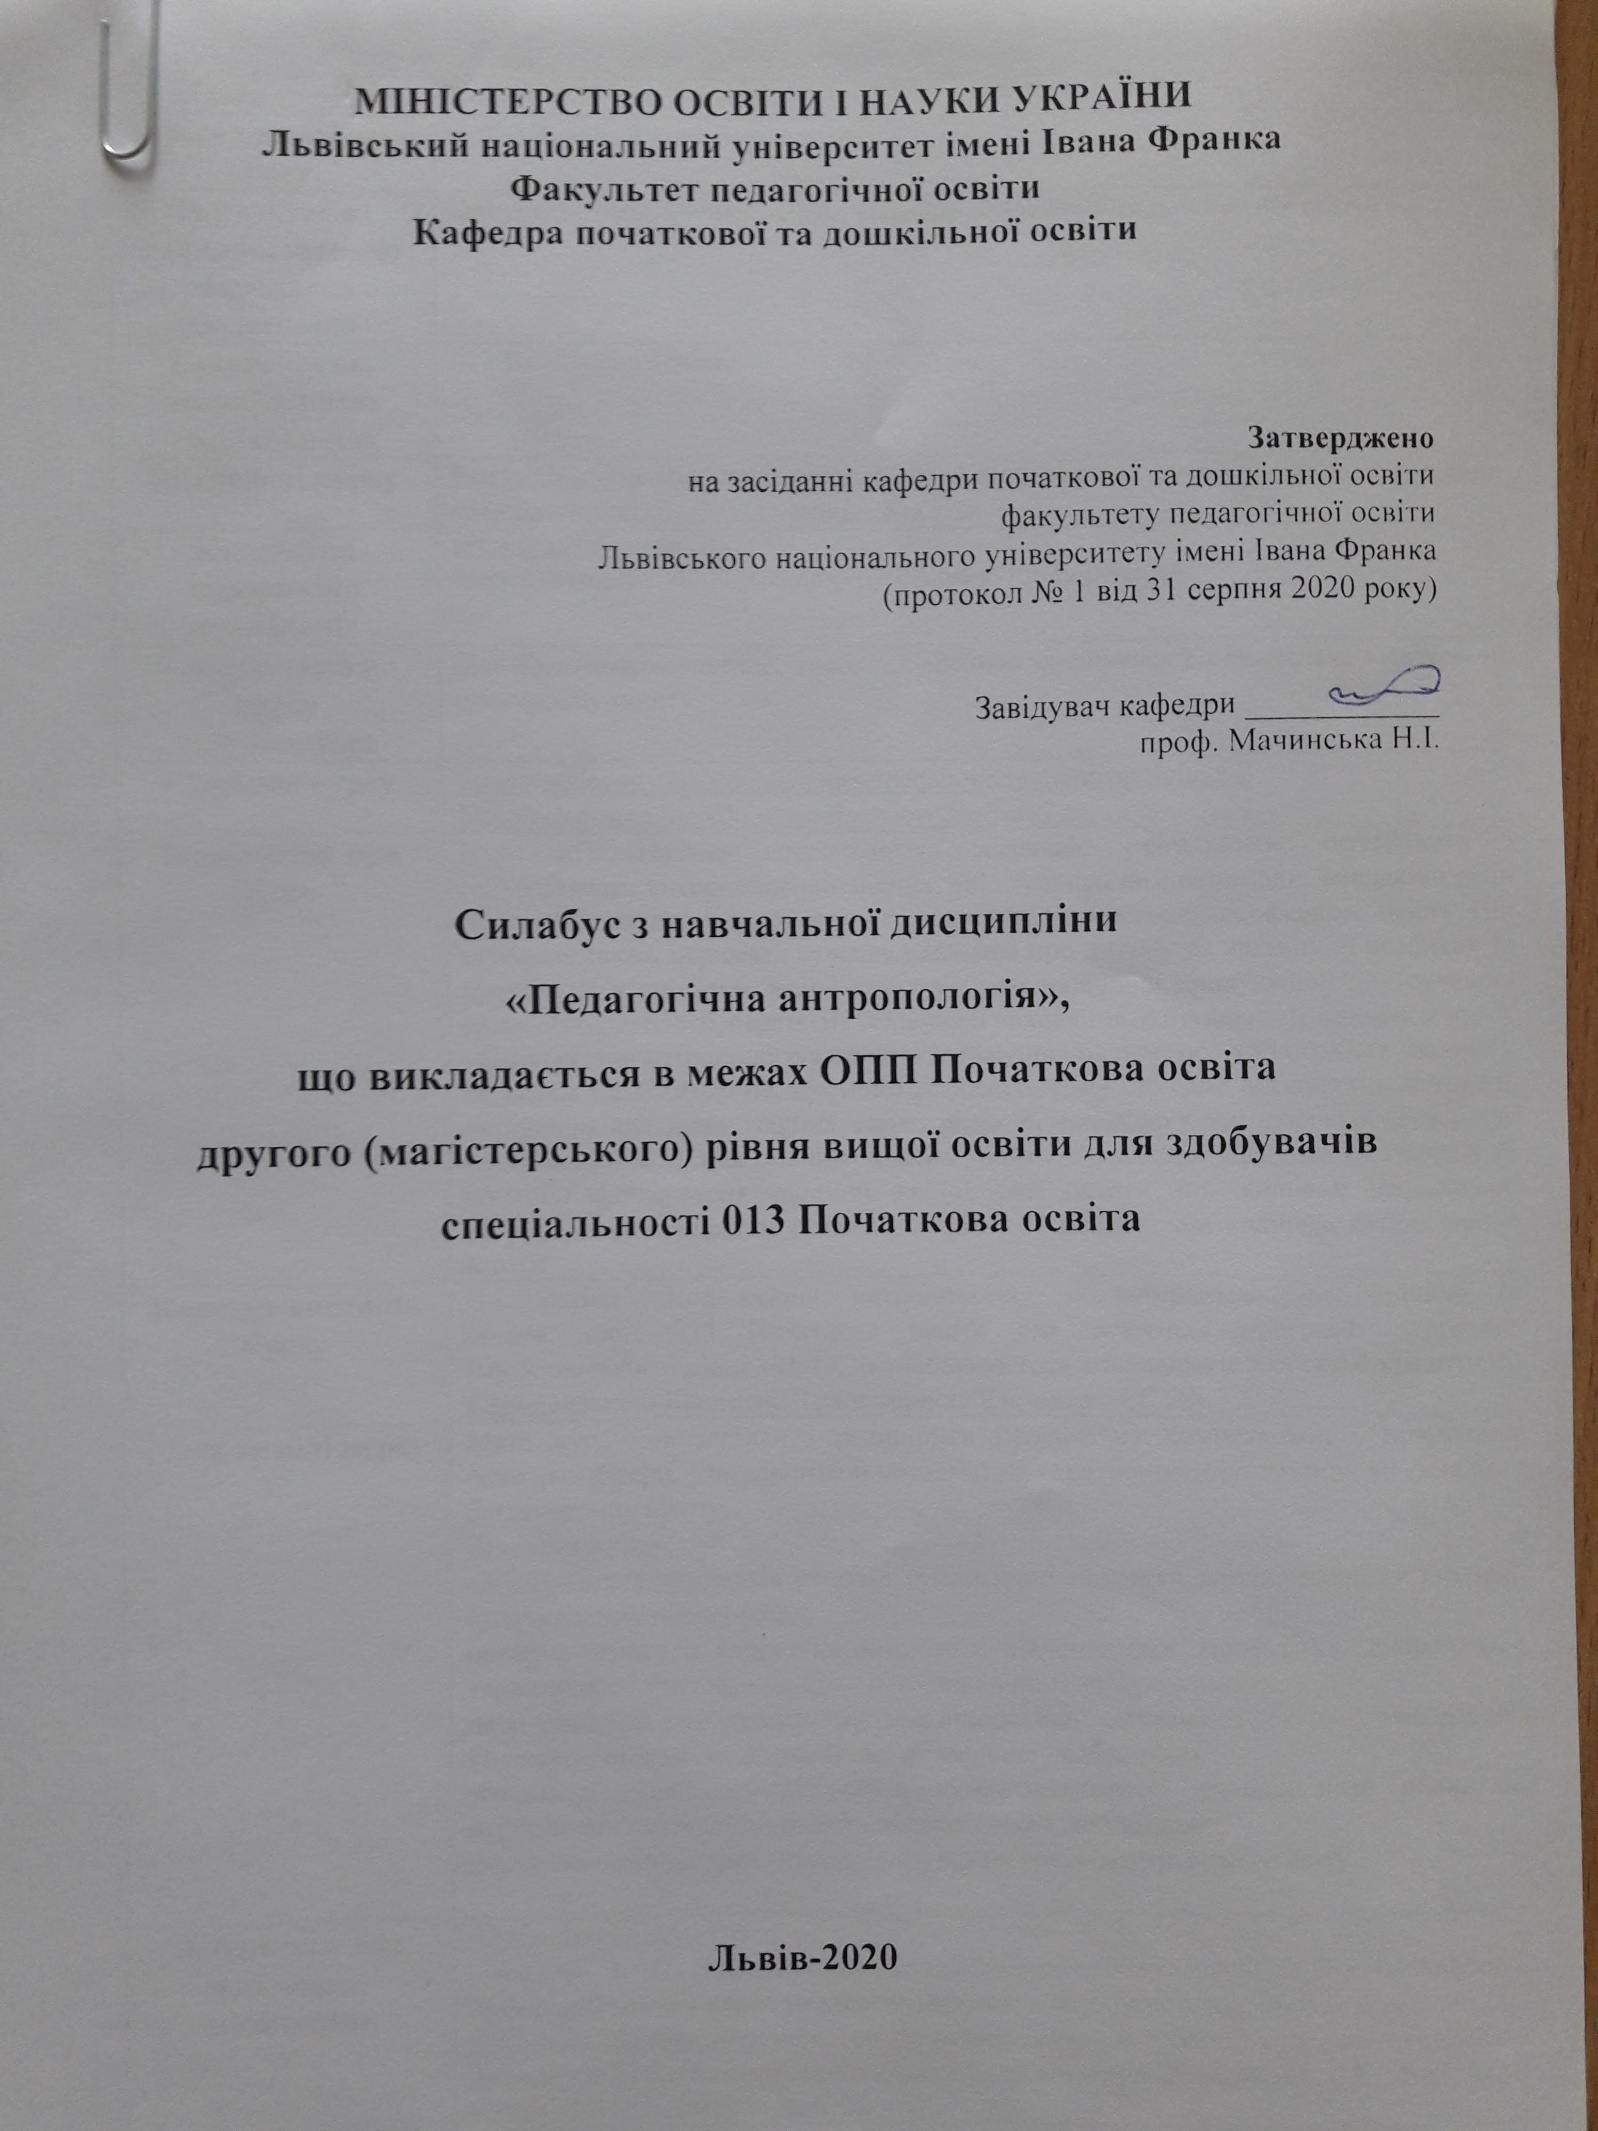 МІНІСТЕРСТВО ОСВІТИ І НАУКИ УКРАЇНИ
Львівський національний університет імені Івана Франка
Факультет педагогічної освіти
Кафедра початкової та дошкільної освіти
Затверджено
на засіданні кафедри початкової та дошкільної освіти
факультету педагогічної освіти
Львівського національного університету імені Івана Франка
(протокол № 1 від 31 серпня 2020 року)
Завідувач кафедри ____________
проф. Мачинська Н.І.
Силабус з навчальної дисципліни
«Педагогічна антропологія»,
що викладається в межах ОПП Початкова освіта
другого (магістерського) рівня вищої освіти для здобувачів
спеціальності 013 Початкова освіта
Львів-2020